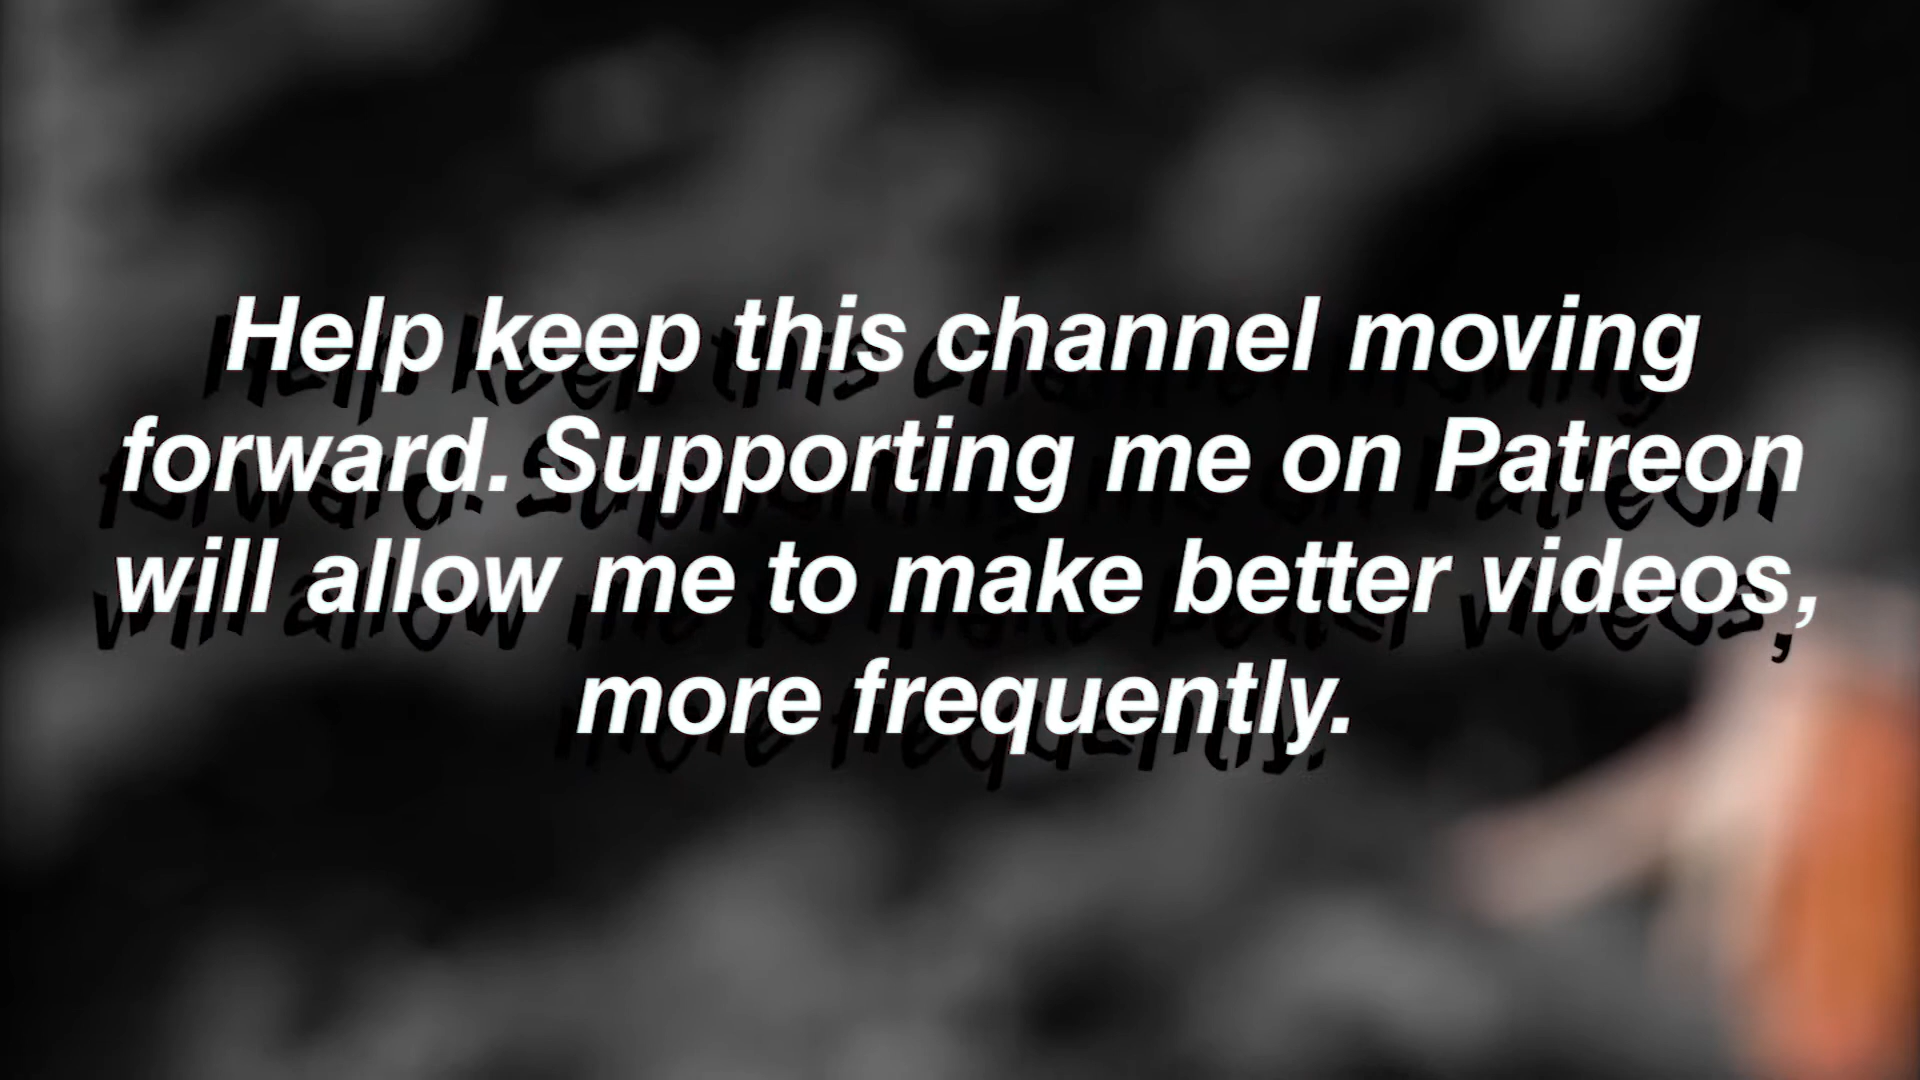 Help keep this channel moving
forward. Supporting me on Patreon
will allow me to make better videos,
more frequently.